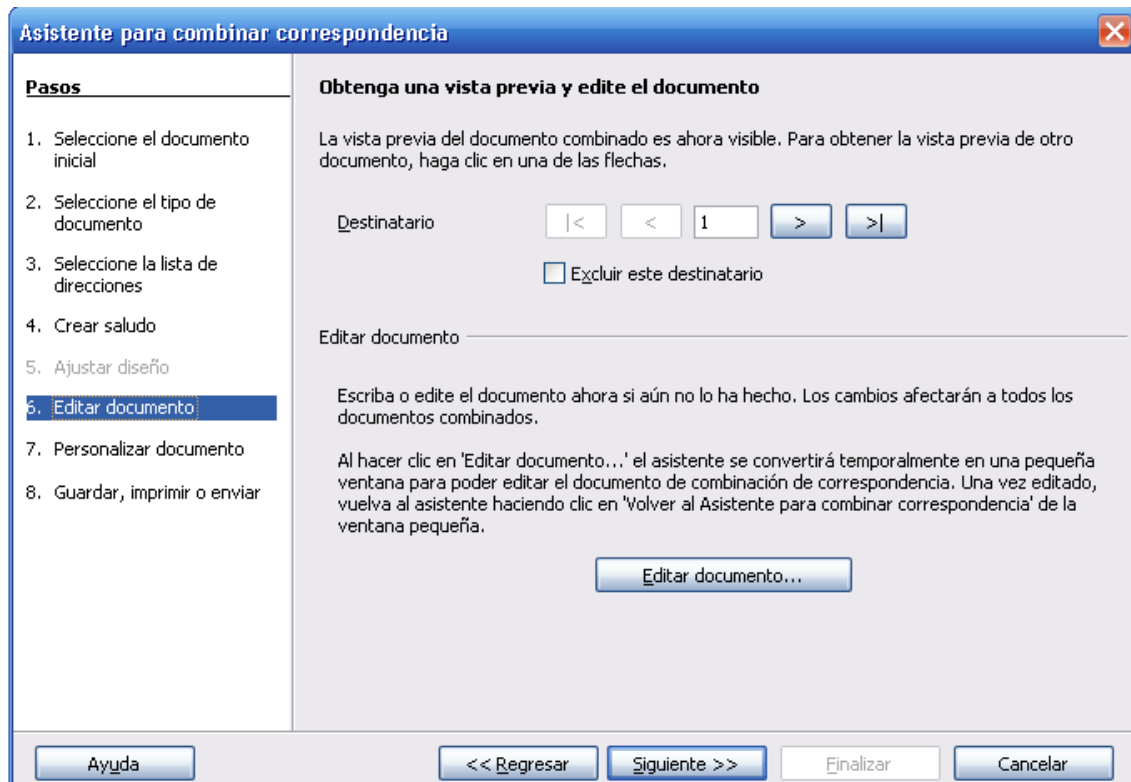 Asistente para combinar correspondencia
Pasos
1. Seleccione el documento
inicial
2. Seleccione el tipo de
documento
3. Seleccione la lista de
direcciones
4. Crear saludo
5. Ajustar diseño
6. Editar documento
7. Personalizar documento
8. Guardar, imprimir o enviar
Obtenga una vista previa y edite el documento
La vista previa del documento combinado es ahora visible. Para obtener la vista previa de otro
documento, haga clic en una de las flechas.
Destinatario |< < 1 > >|
Excluir este destinatario
Editar documento
Escriba o edite el documento ahora si aún no lo ha hecho. Los cambios afectarán a todos los
documentos combinados.
Al hacer clic en 'Editar documento...' el asistente se convertirá temporalmente en una pequeña
ventana para poder editar el documento de combinación de correspondencia. Una vez editado,
vuelva al asistente haciendo clic en 'Volver al Asistente para combinar correspondencia' de la
ventana pequeña.
Editar documento...
Ayuda << Regresar Siguiente >> Finalizar Cancelar